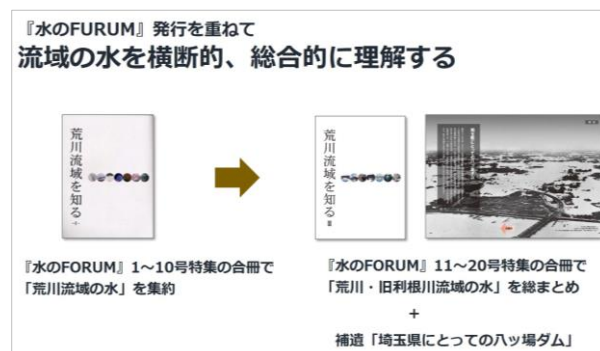 『水のFURUM』発行を重ねて
流域の水を横断的、総合的に理解する
荒川流域を知る
荒川流域を知る
II
『水のFORUM』1～10号特集の合冊で
「荒川流域の水」を集約
『水のFORUM』11～20号特集の合冊で
「荒川・旧利根川流域の水」を総まとめ
+
補遺「埼玉県にとっての八ッ場ダム」